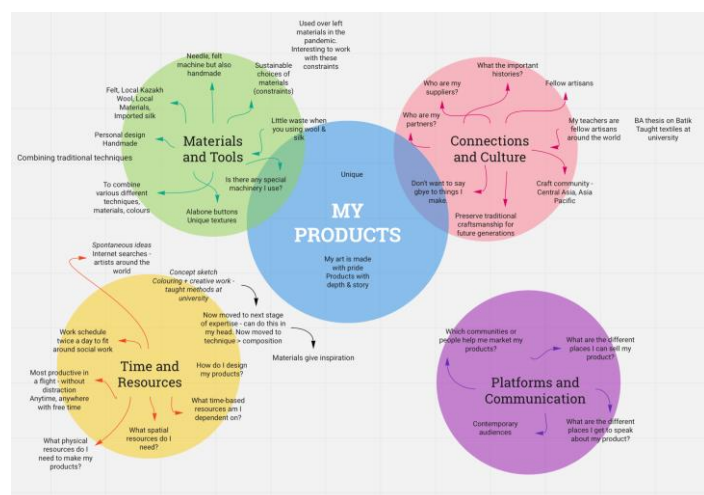 Used over left
materials in the
pandemic.
Interesting to work
with these
constraints
Needle, felt
machine but also
handmade
Sustainable
choices of
materials
(constraints)
Felt, Local Kazakh
Wool, Local
Materials,
Imported silk
Little waste when
you using wool &
silk
Personal design
Handmade
Materials
and Tools
Combining traditional techniques
Is there any special
machinery I use?
To combine
various different
techniques,
materials, colours
Alabone buttons
Unique textures
What the important
histories?
Who are my
suppliers?
Fellow artisans
Who are my
partners?
My teachers are
fellow artisans
around the world
BA thesis on Batik
Taught textiles at
university
Connections
and Culture
Don't want to say
gbye to things I
make.
Craft community -
Central Asia, Asia
Pacific
Preserve traditional
craftsmanship for
future generations
Unique
MY
PRODUCTS
My art is made
with pride
Products with
depth & story
Spontaneous ideas
Internet searches -
artists around the
world
Concept sketch
Colouring + creative work -
taught methods at
university
Now moved to next stage
of expertise - can do this in
my head. Now moved to
technique > composition
Materials give inspiration
Work schedule
twice a day to fit
around social work
Time and
Resources
How do I design
my products?
Most productive in
a flight - without
distraction
Anytime, anywhere
with free time
What time-based
resources am I
dependent on?
What spatial
resources do I
need?
What physical
resources do I
need to make my
products?
Which communities or
people help me market my
products?
What are the different
places I can sell my
product?
Platforms and
Communication
Contemporary
audiences
What are the different
places I get to speak
about my product?